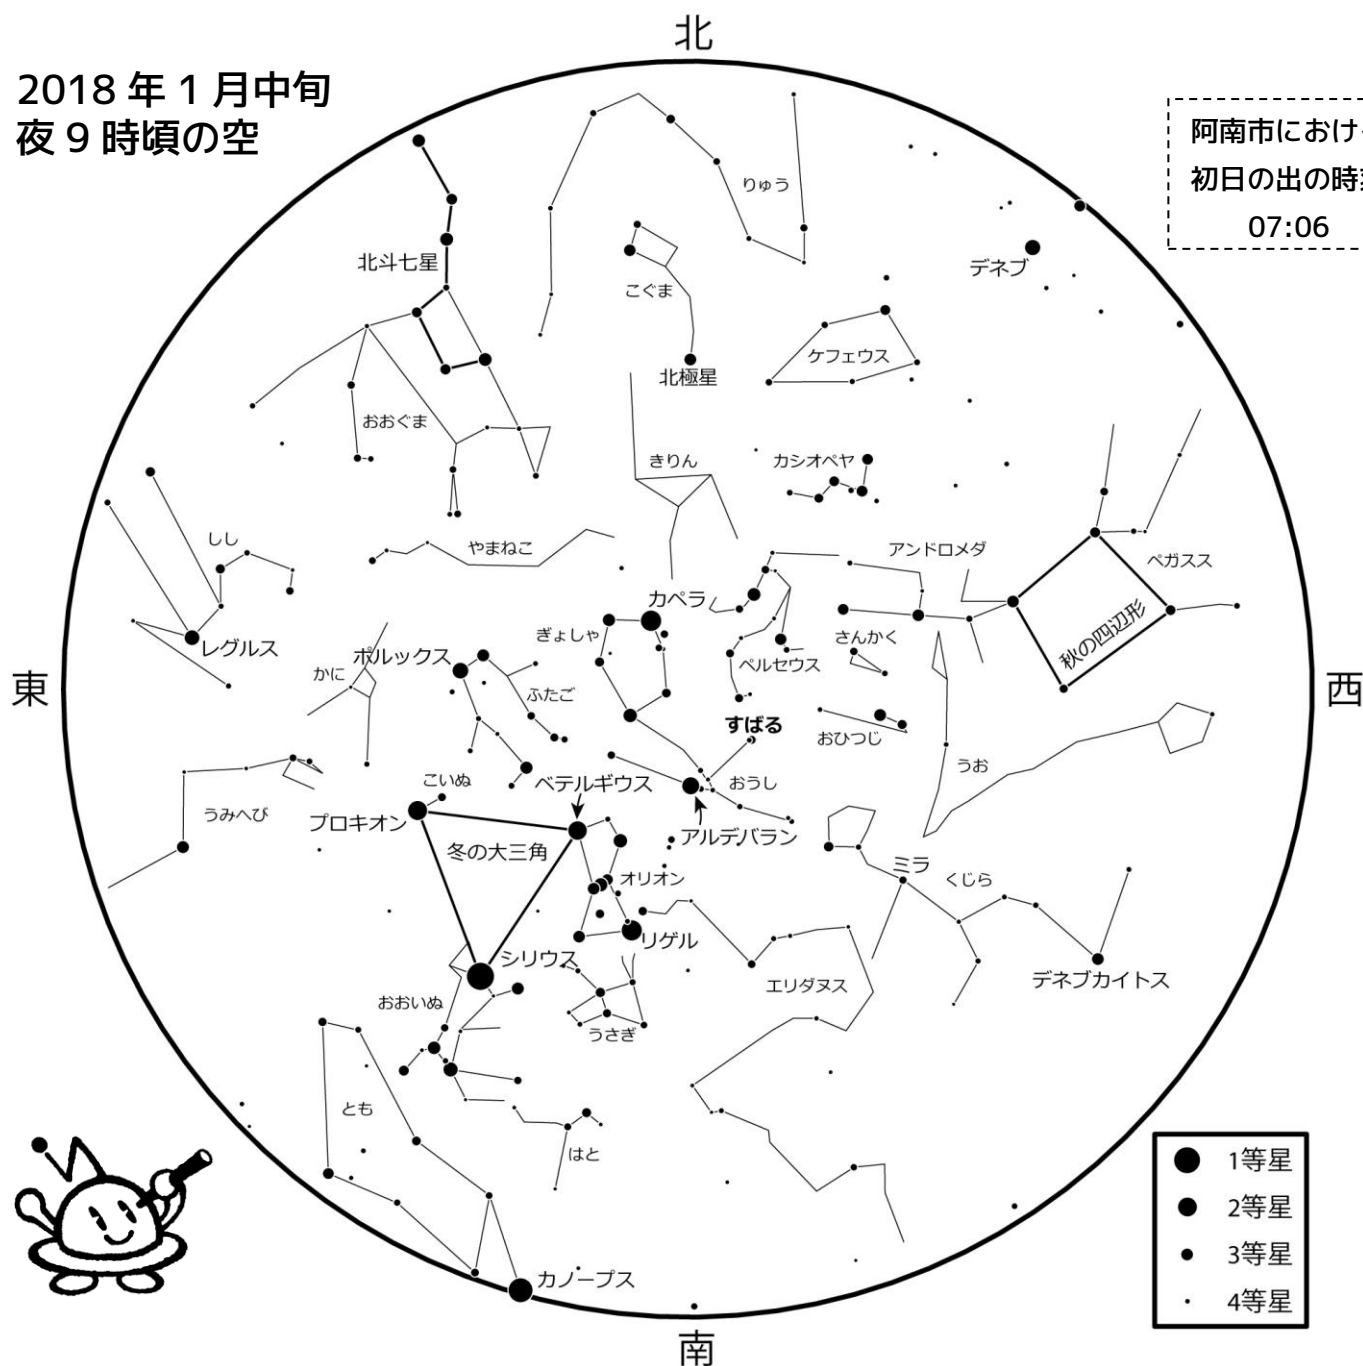 北
2018 年 1 月中旬
夜 9 時頃の空
阿南市におけ
初日の出の時
07:06
りゅう
北斗七星
デネブ
こぐま
ケフェウス
北極星
おおぐま
きりん
カシオペヤ
しし
やまねこ
アンドロメダ
ペガスス
カペラ
ぎょしゃ
さんかく
秋の四辺形
レグルス
ポルックス
ペルセウス
かに
東
西
ふたご
すばる
おひつじ
うお
こいぬ
ベテルギウス
おうし
うみへび
プロキオン
アルデバラン
冬の大三角
ミラ
オリオン
くじら
リゲル
シリウス
デネブカイトス
エリダヌス
おおいぬ
うさぎ
とも
はと
1等星
2等星
3等星
4等星
カノープス
南